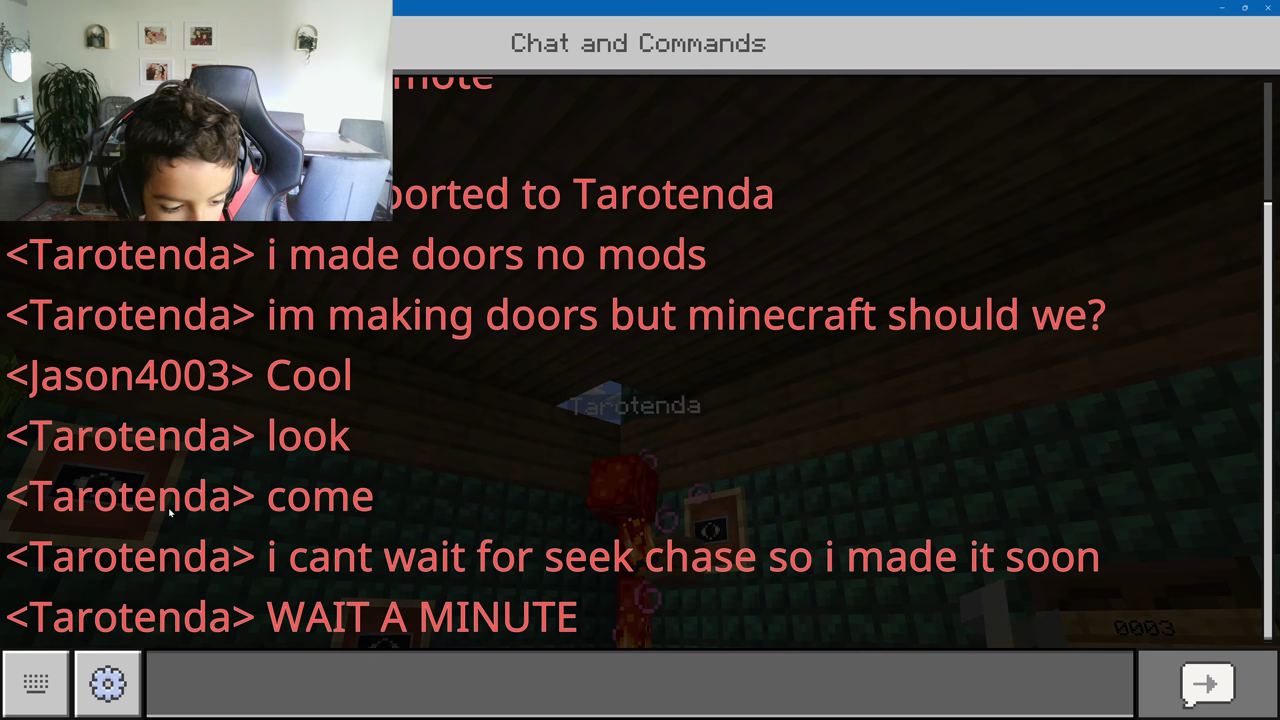 Chat and Commands
ported to Tarotenda
<Tarotenda> i made doors no mods
<Tarotenda> im making doors but minecraft should we?
<Jason4003> Cool
<Tarotenda> look
Tarotenda
<Tarotenda> come
<Tarotenda> i cant wait for seek chase so i made it soon
<Tarotenda> WAIT A MINUTE
0003